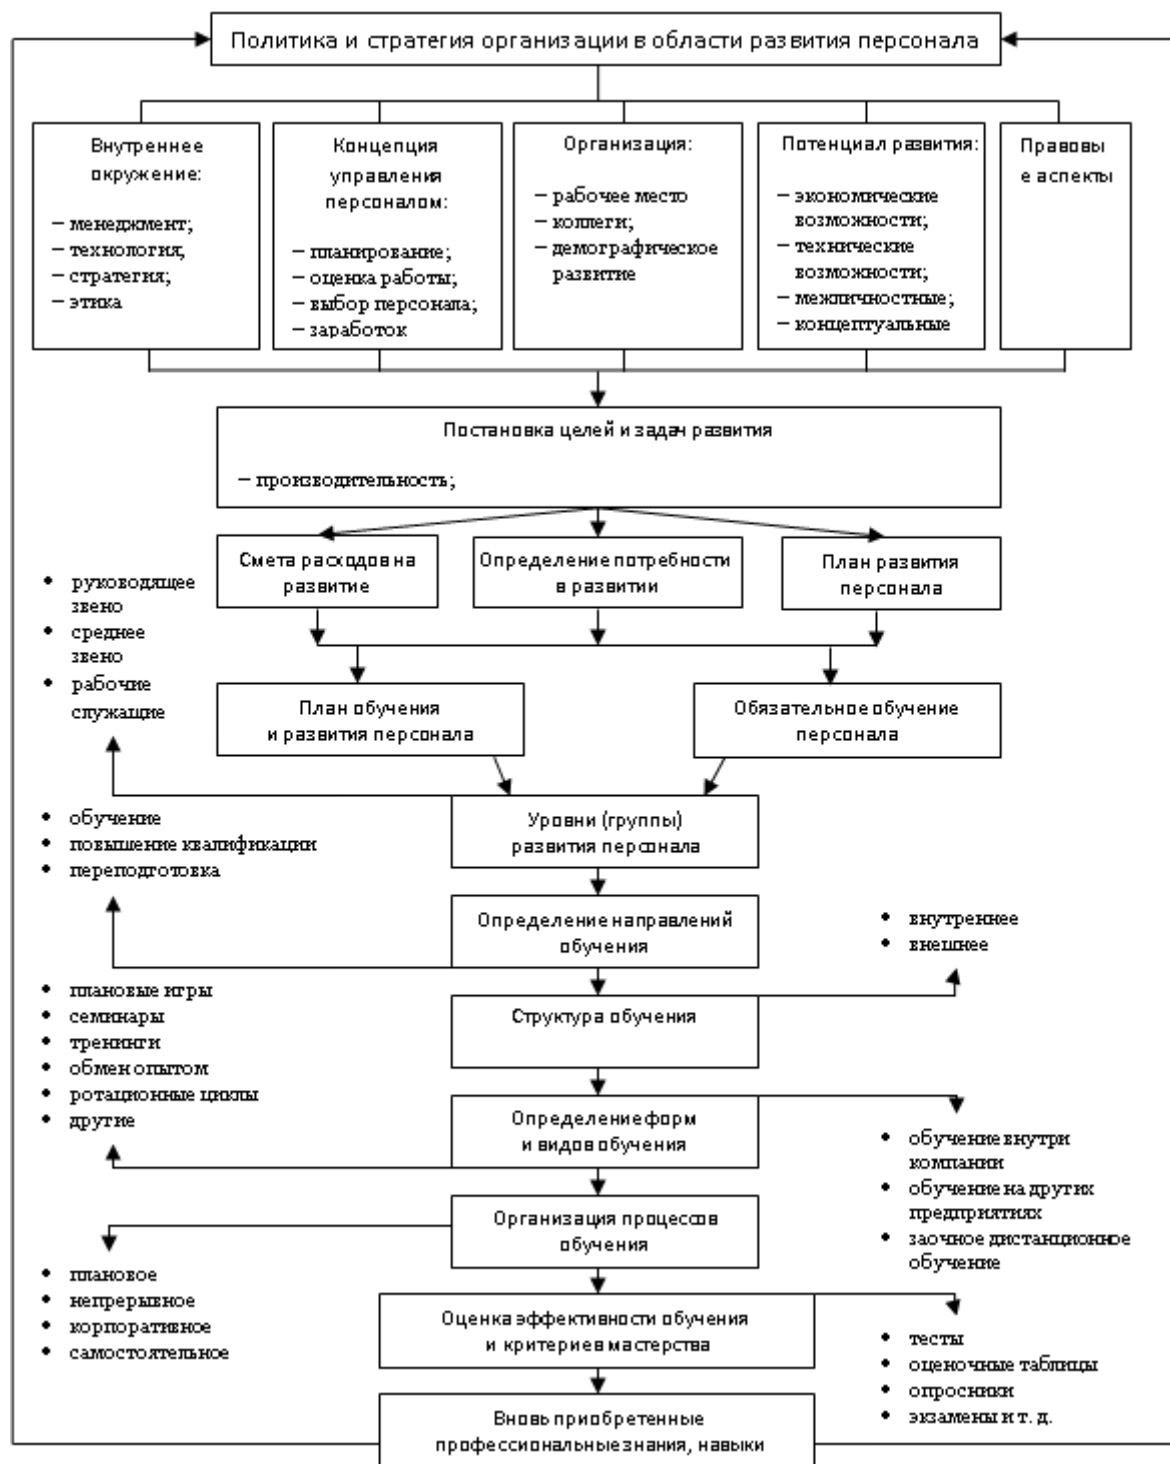 Политика и стратегия организации в области развития персонала
Внутреннее
окружение:
– менеджмент;
– технология;
– стратегия;
– этика
Концепция
управления
персоналом:
– планирование;
– оценка работы;
– выбор персонала;
– заработок
Организация:
– рабочее место
– коллеги;
– демографическое
развитие
Потенциал развития:
– экономические
возможности;
– технические
возможности;
– межличностные;
– концептуальные
Правовы
е аспекты
Постановка целей и задач развития
– производительность;
Смета расходов на
развитие
Определение потребности
в развитии
План развития
персонала
• руководящее
звено
• среднее
звено
• рабочие
служащие
План обучения
и развития персонала
Обязательное обучение
персонала
Уровни (группы)
развития персонала
• обучение
• повышение квалификации
• переподготовка
Определение направлений
обучения
• внутреннее
• внешнее
Структура обучения
• плановые игры
• семинары
• тренинги
• обмен опытом
• ротационные циклы
• другие
Определение форм
и видов обучения
• обучение внутри
компании
• обучение на других
предприятиях
• заочное дистанционное
обучение
Организация процессов
обучения
• плановое
• непрерывное
• корпоративное
• самостоятельное
Оценка эффективности обучения
и критериев мастерства
• тесты
• оценочные таблицы
• опросники
• экзамены и т. д.
Вновь приобретенные
профессиональные знания, навыки